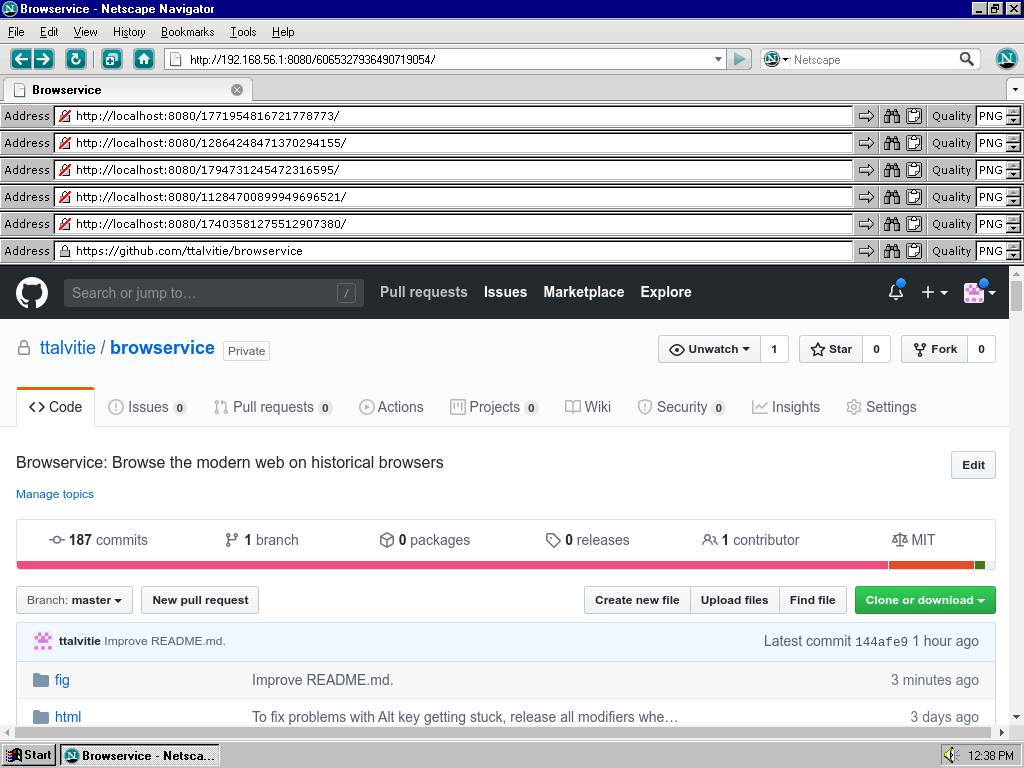 Browservice - Netscape Navigator
File Edit View History Bookmarks Tools Help
http://192.168.56.1:8080/6065327936490719054/ Netscape
Browservice
Address http://localhost:8080/1771954816721778773/ Quality PNG
Address http://localhost:8080/12864248471370294155/ Quality PNG
Address http://localhost:8080/1794731245472316595/ Quality PNG
Address http://localhost:8080/11284700899949696521/ Quality PNG
Address http://localhost:8080/17403581275512907380/ Quality PNG
Address https://github.com/ttalvitie/browservice Quality PNG
Search or jump to… / Pull requests Issues Marketplace Explore
ttalvitie / browservice Private Unwatch 1 Star 0 Fork 0
Code Issues 0 Pull requests 0 Actions Projects 0 Wiki Security 0 Insights Settings
Browservice: Browse the modern web on historical browsers Edit
Manage topics
187 commits 1 branch 0 packages 0 releases 1 contributor MIT
Branch: master New pull request Create new file Upload files Find file Clone or download
ttalvitie Improve README.md. Latest commit 144afe9 1 hour ago
fig Improve README.md. 3 minutes ago
html To fix problems with Alt key getting stuck, release all modifiers whe… 3 days ago
Start Browservice - Netsca... 12:38 PM